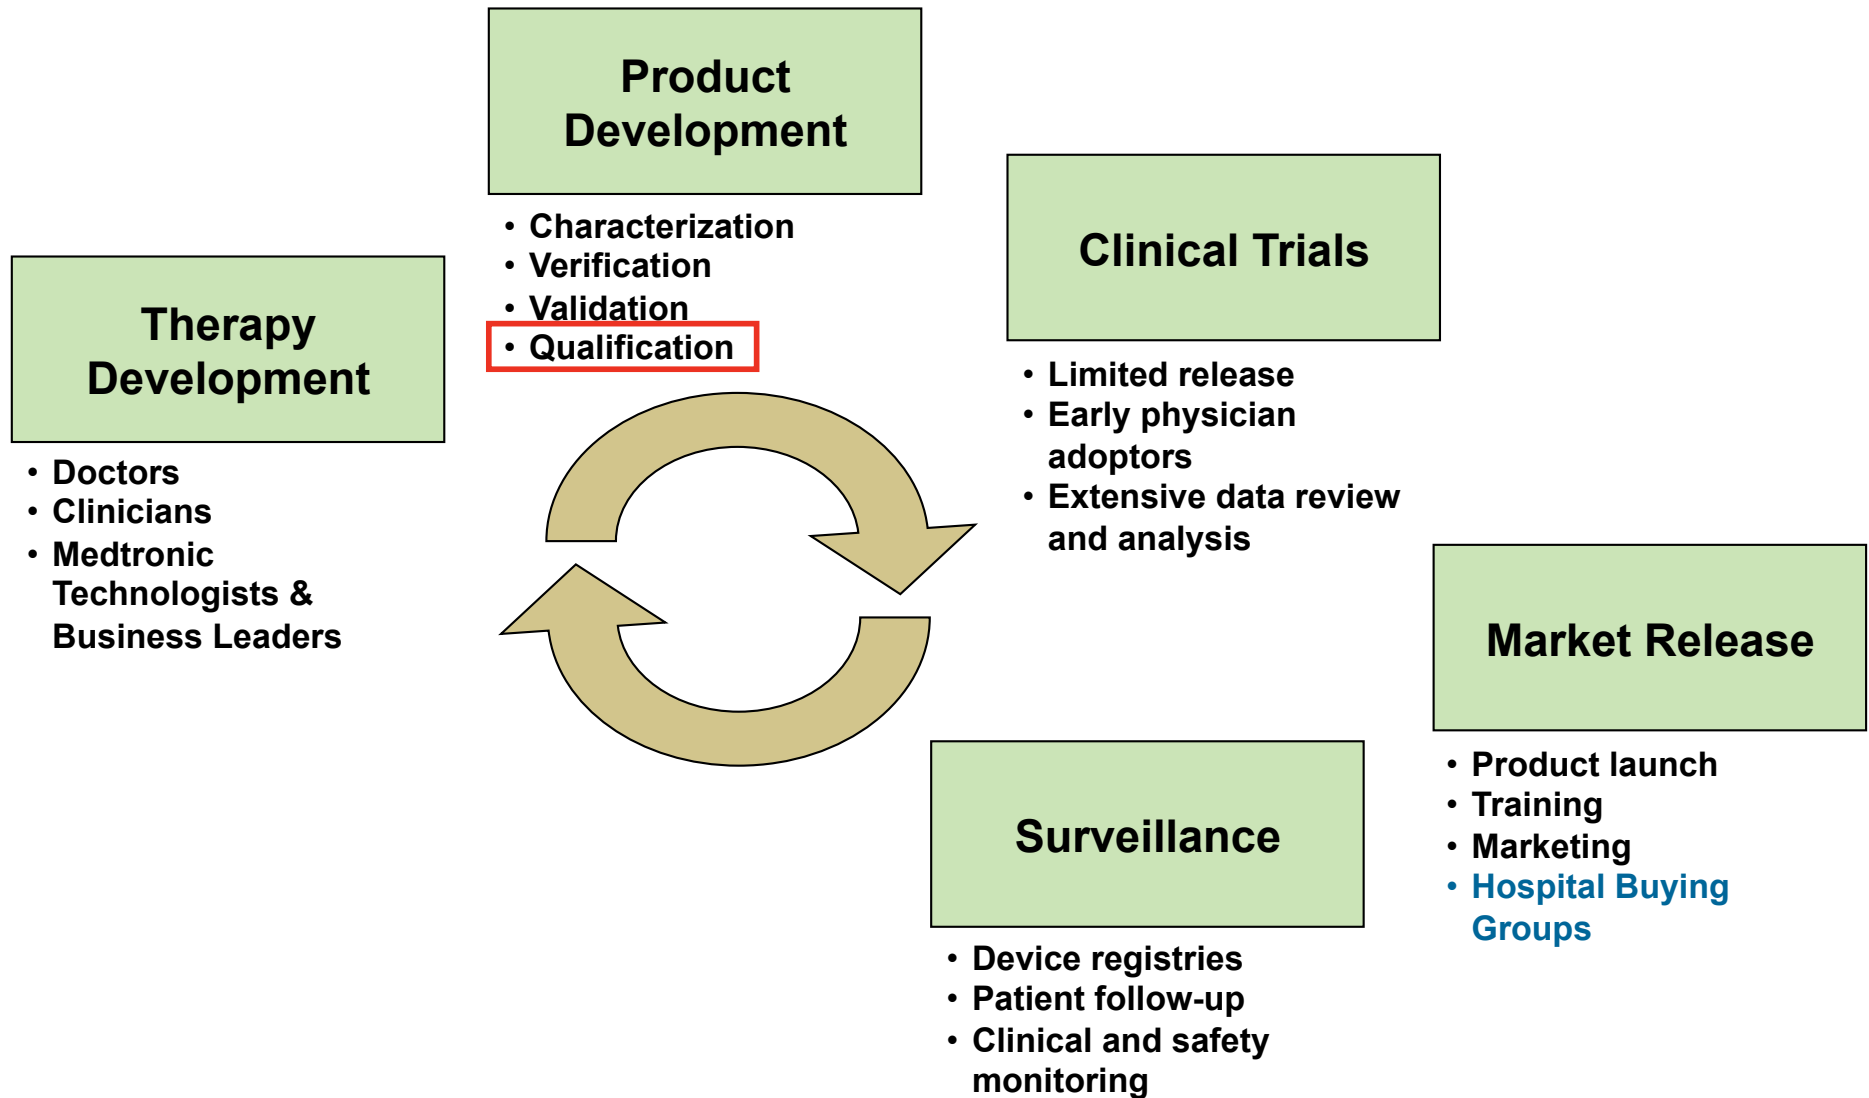 Product
Development
• Characterization
• Verification
• Validation
• Qualification
Therapy
Development
• Doctors
• Clinicians
• Medtronic
Technologists &
Business Leaders
Clinical Trials
• Limited release
• Early physician
adoptors
• Extensive data review
and analysis
Market Release
• Product launch
• Training
• Marketing
• Hospital Buying
Groups
Surveillance
• Device registries
• Patient follow-up
• Clinical and safety
monitoring